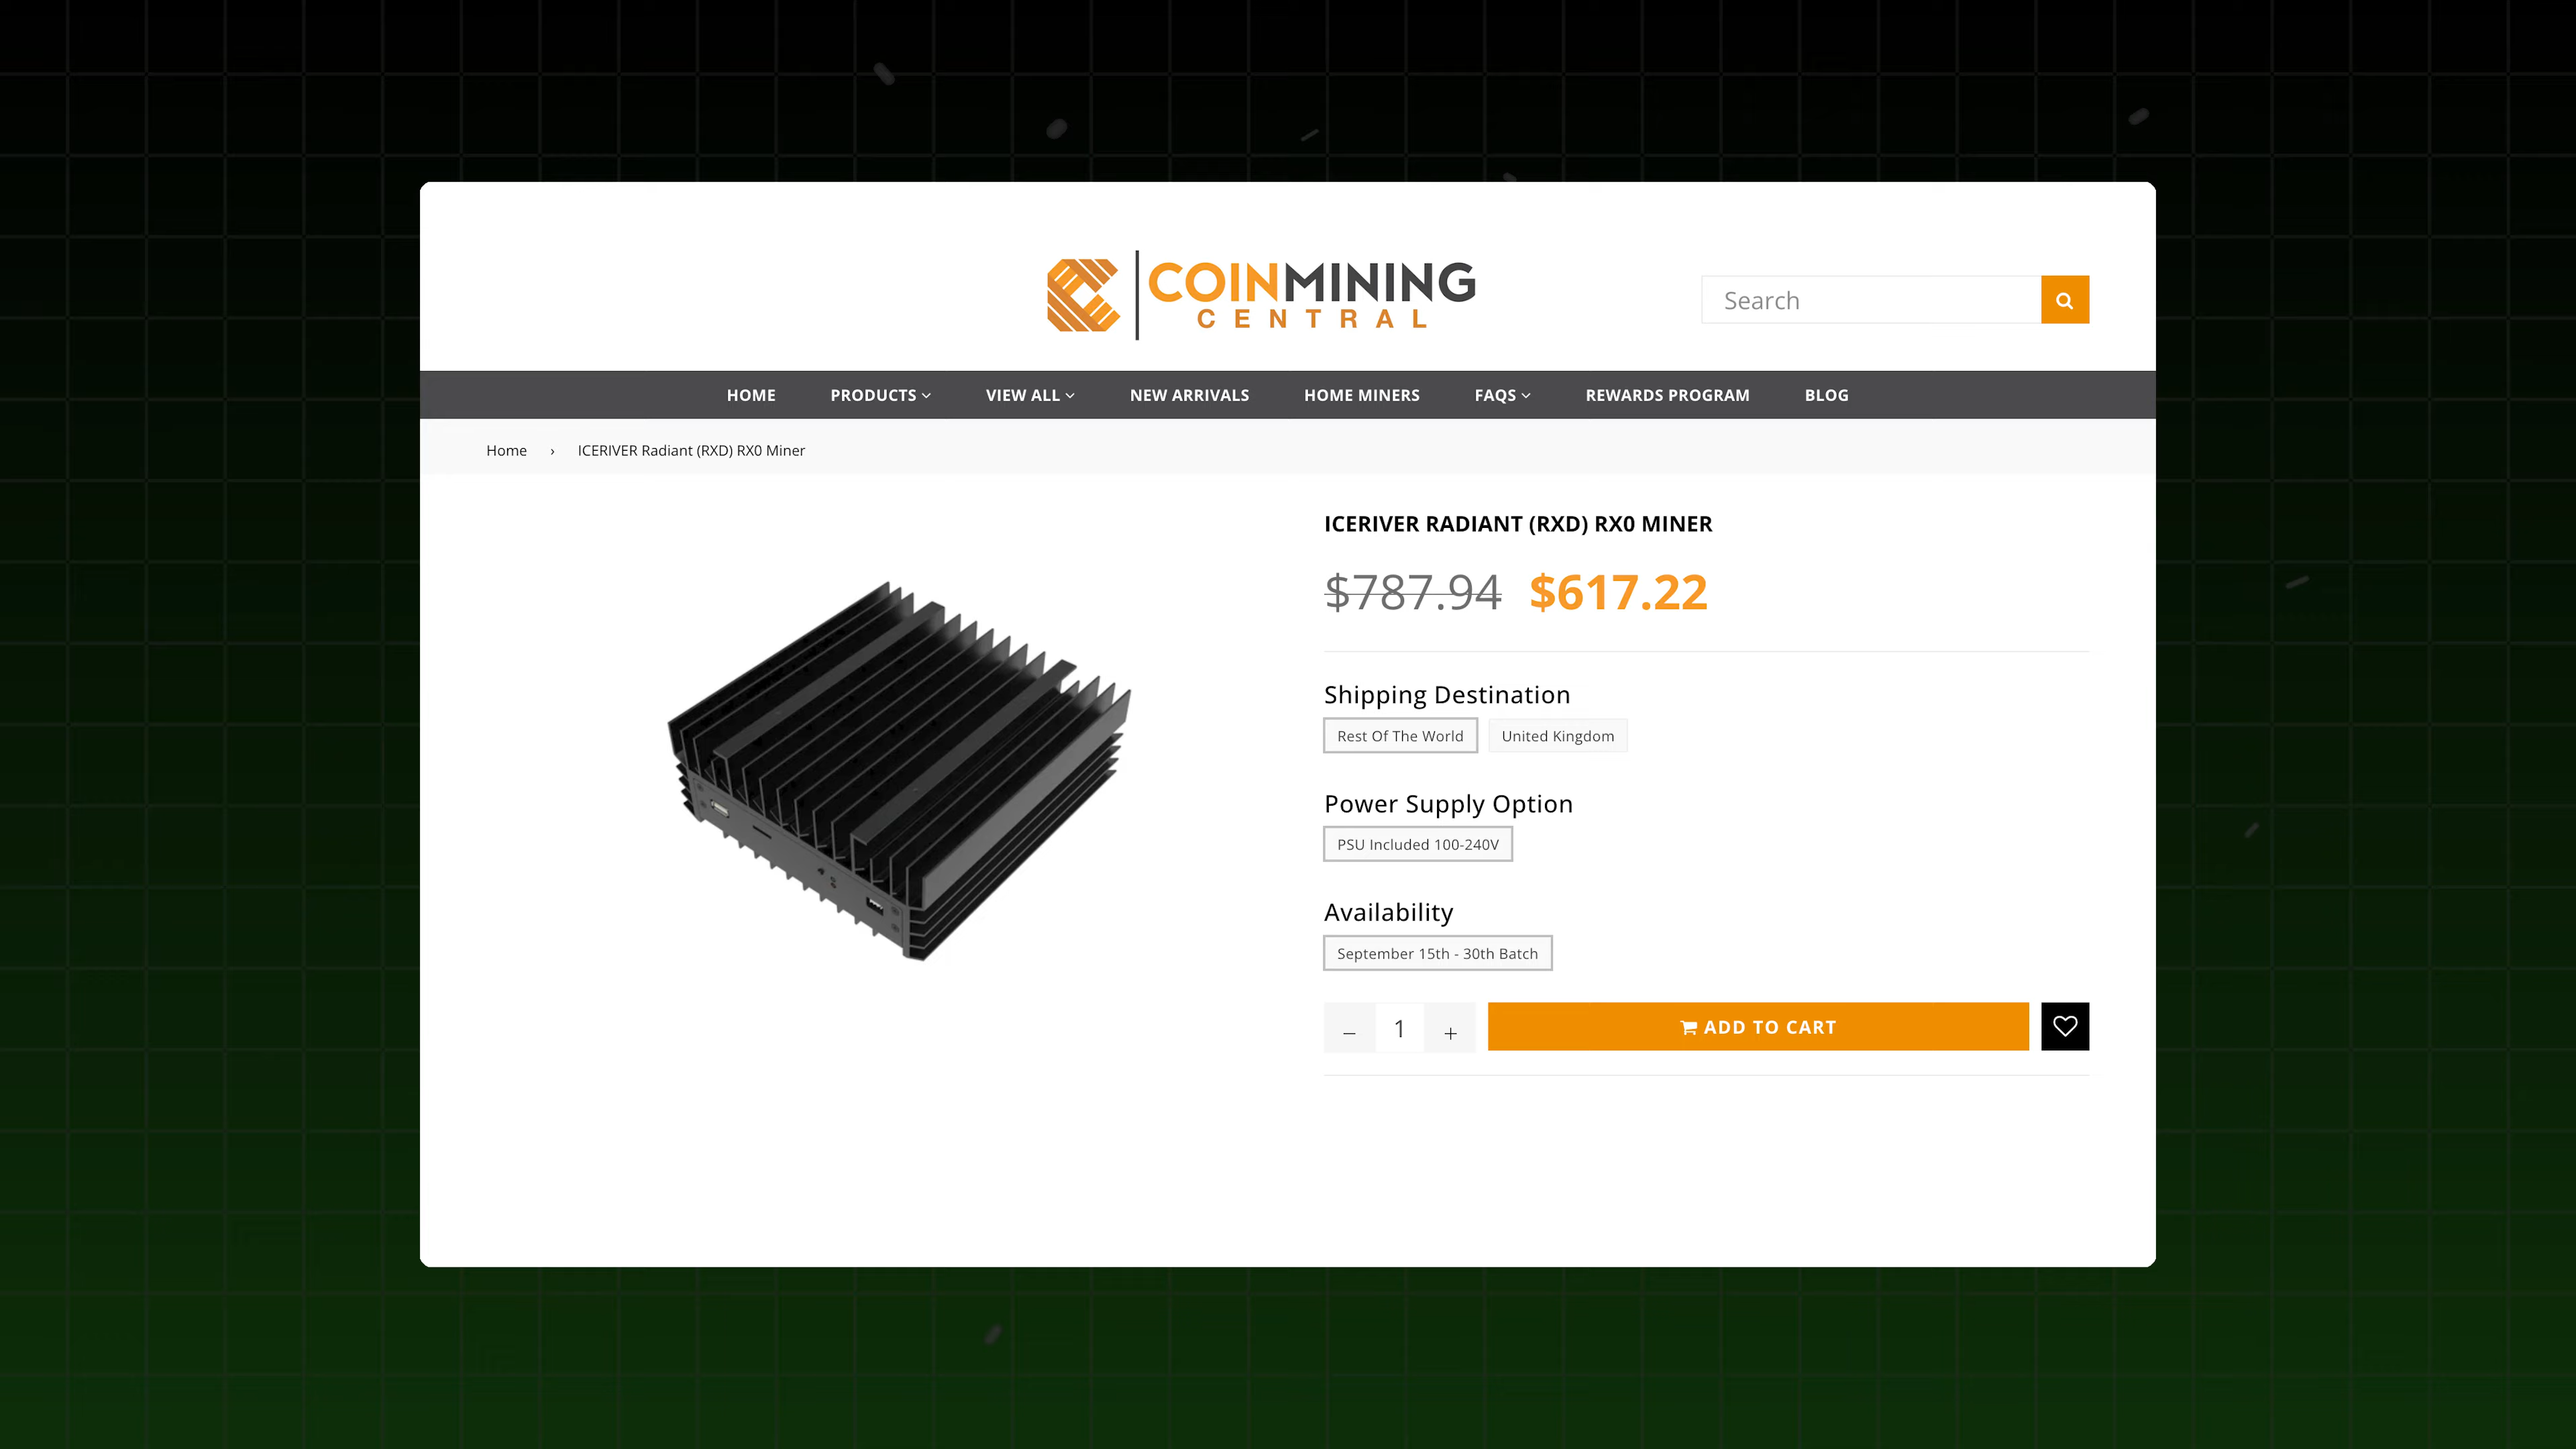 COINMINING
CENTRAL
Search
HOME PRODUCTS VIEW ALL NEW ARRIVALS HOME MINERS FAQS REWARDS PROGRAM BLOG
Home › ICERIVER Radiant (RXD) RX0 Miner
ICERIVER RADIANT (RXD) RX0 MINER
$787.94 $617.22
Shipping Destination
Rest Of The World United Kingdom
Power Supply Option
PSU Included 100-240V
Availability
September 15th - 30th Batch
– 1 + ADD TO CART